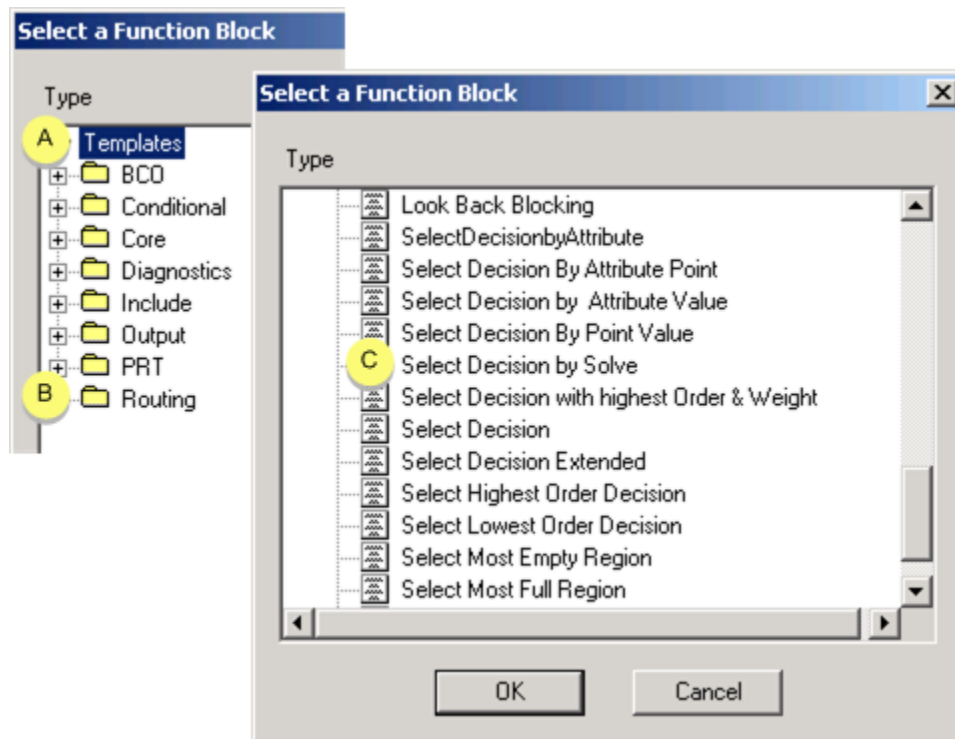 Select a Function Block
Type
A
Templates
BCO
Conditional
Core
Diagnostics
Include
Output
PRT
B
Routing
Select a Function Block
Type
Look Back Blocking
SelectDecisionbyAttribute
Select Decision By Attribute Point
Select Decision by  Attribute Value
Select Decision By Point Value
C
Select Decision by Solve
Select Decision with highest Order & Weight
Select Decision
Select Decision Extended
Select Highest Order Decision
Select Lowest Order Decision
Select Most Empty Region
Select Most Full Region
OK
Cancel